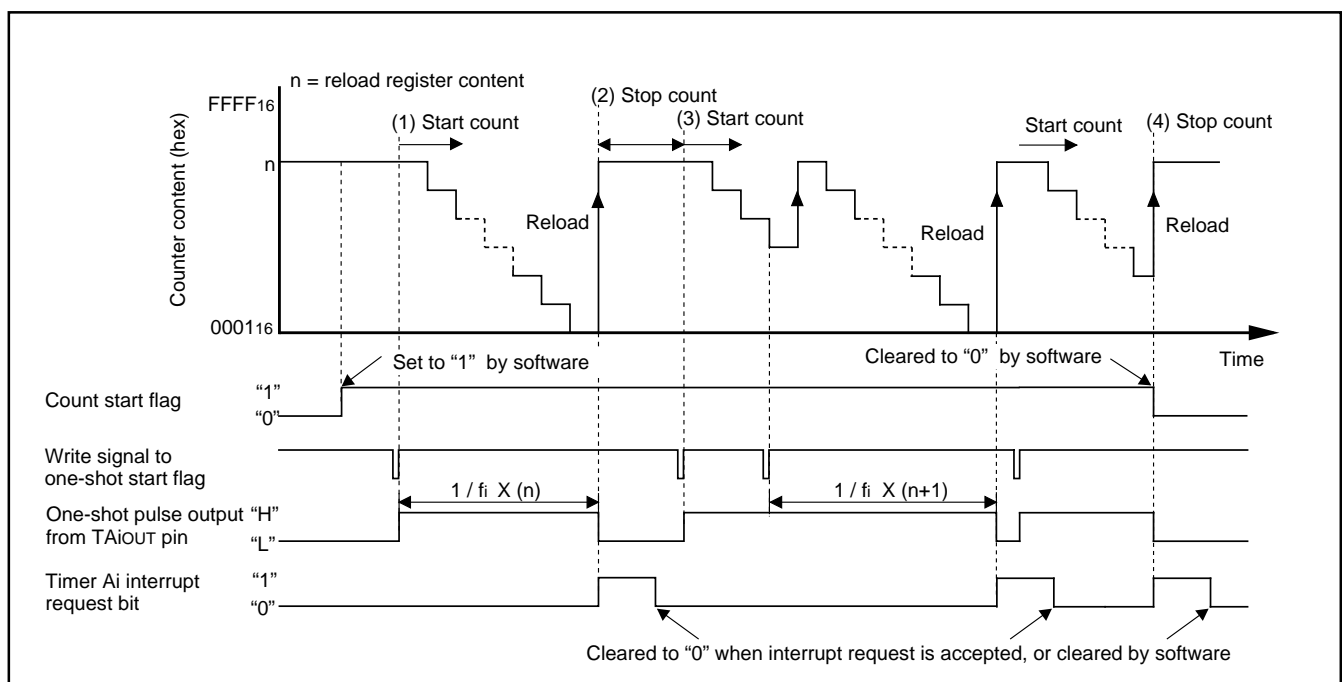 n = reload register content
FFFF16
(2) Stop count
(1) Start count
(3) Start count
Start count
(4) Stop count
Counter content (hex)
n
Reload
Reload
Reload
000116
Time
Set to “1” by software
Cleared to “0” by software
Count start flag
“1”
“0”
Write signal to
one-shot start flag
1 / fi X (n)
1 / fi X (n+1)
One-shot pulse output
from TAiOUT pin
“H”
“L”
Timer Ai interrupt
request bit
“1”
“0”
Cleared to “0” when interrupt request is accepted, or cleared by software